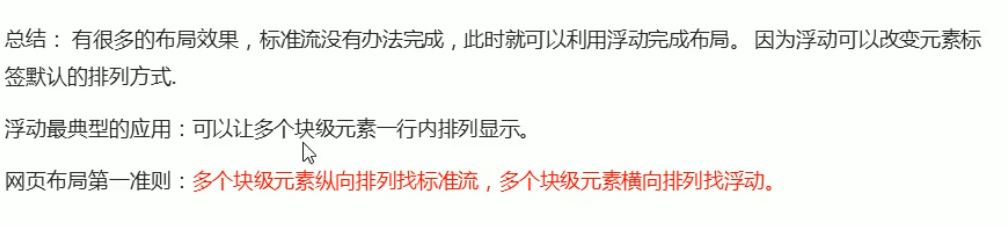 总结： 有很多的布局效果，标准流没有办法完成，此时就可以利用浮动完成布局。 因为浮动可以改变元素标
签默认的排列方式.
浮动最典型的应用：可以让多个块级元素一行内排列显示。
网页布局第一准则：多个块级元素纵向排列找标准流，多个块级元素横向排列找浮动。